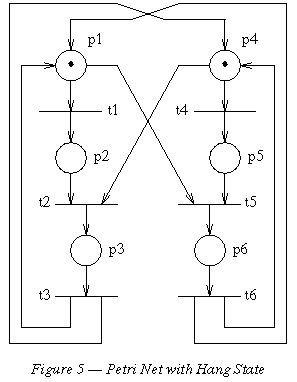 p1 p4
t1 t4
p2 p5
t2 t5
p3 p6
t3 t6
Figure 5 — Petri Net with Hang State